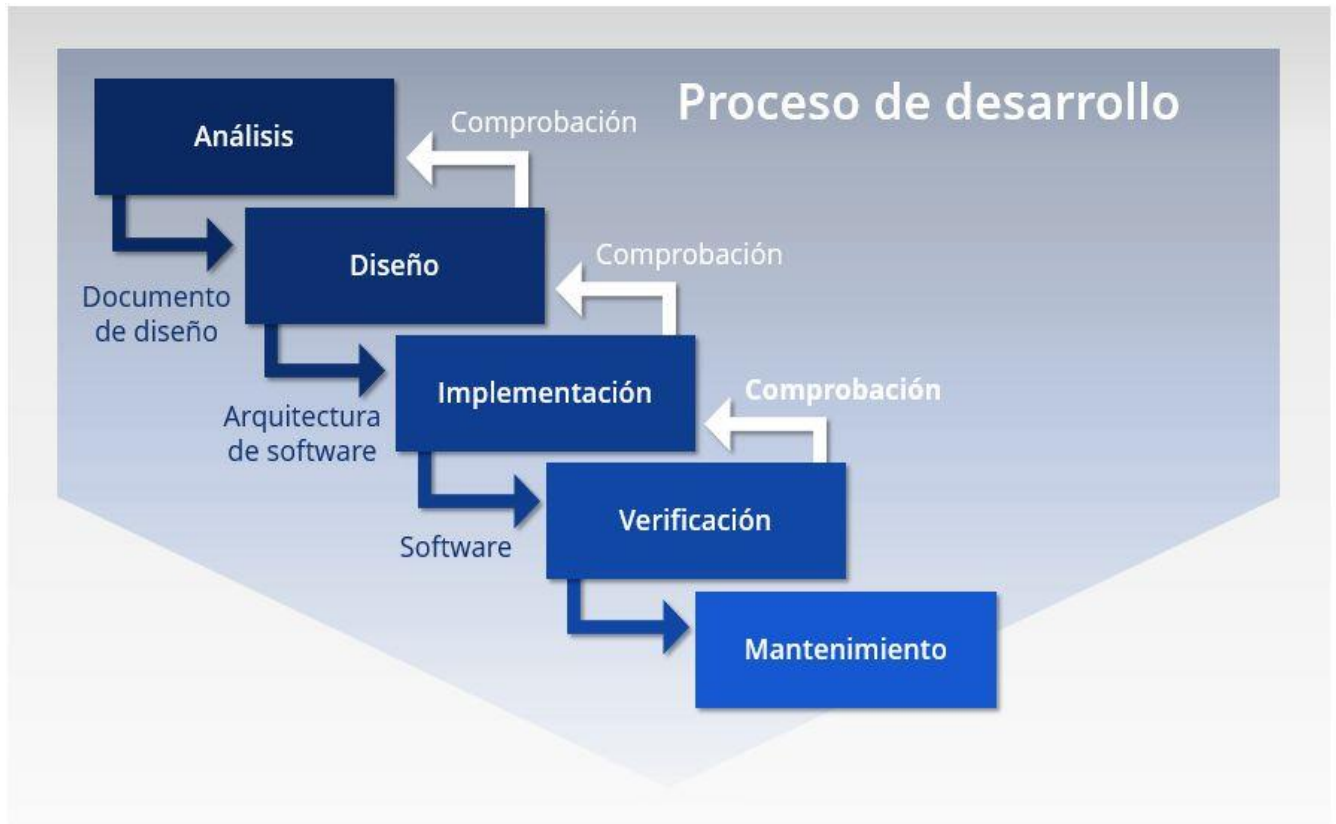 Proceso de desarrollo
Análisis
Comprobación
Diseño
Comprobación
Documento
de diseño
Implementación
Comprobación
Arquitectura
de software
Verificación
Software
Mantenimiento